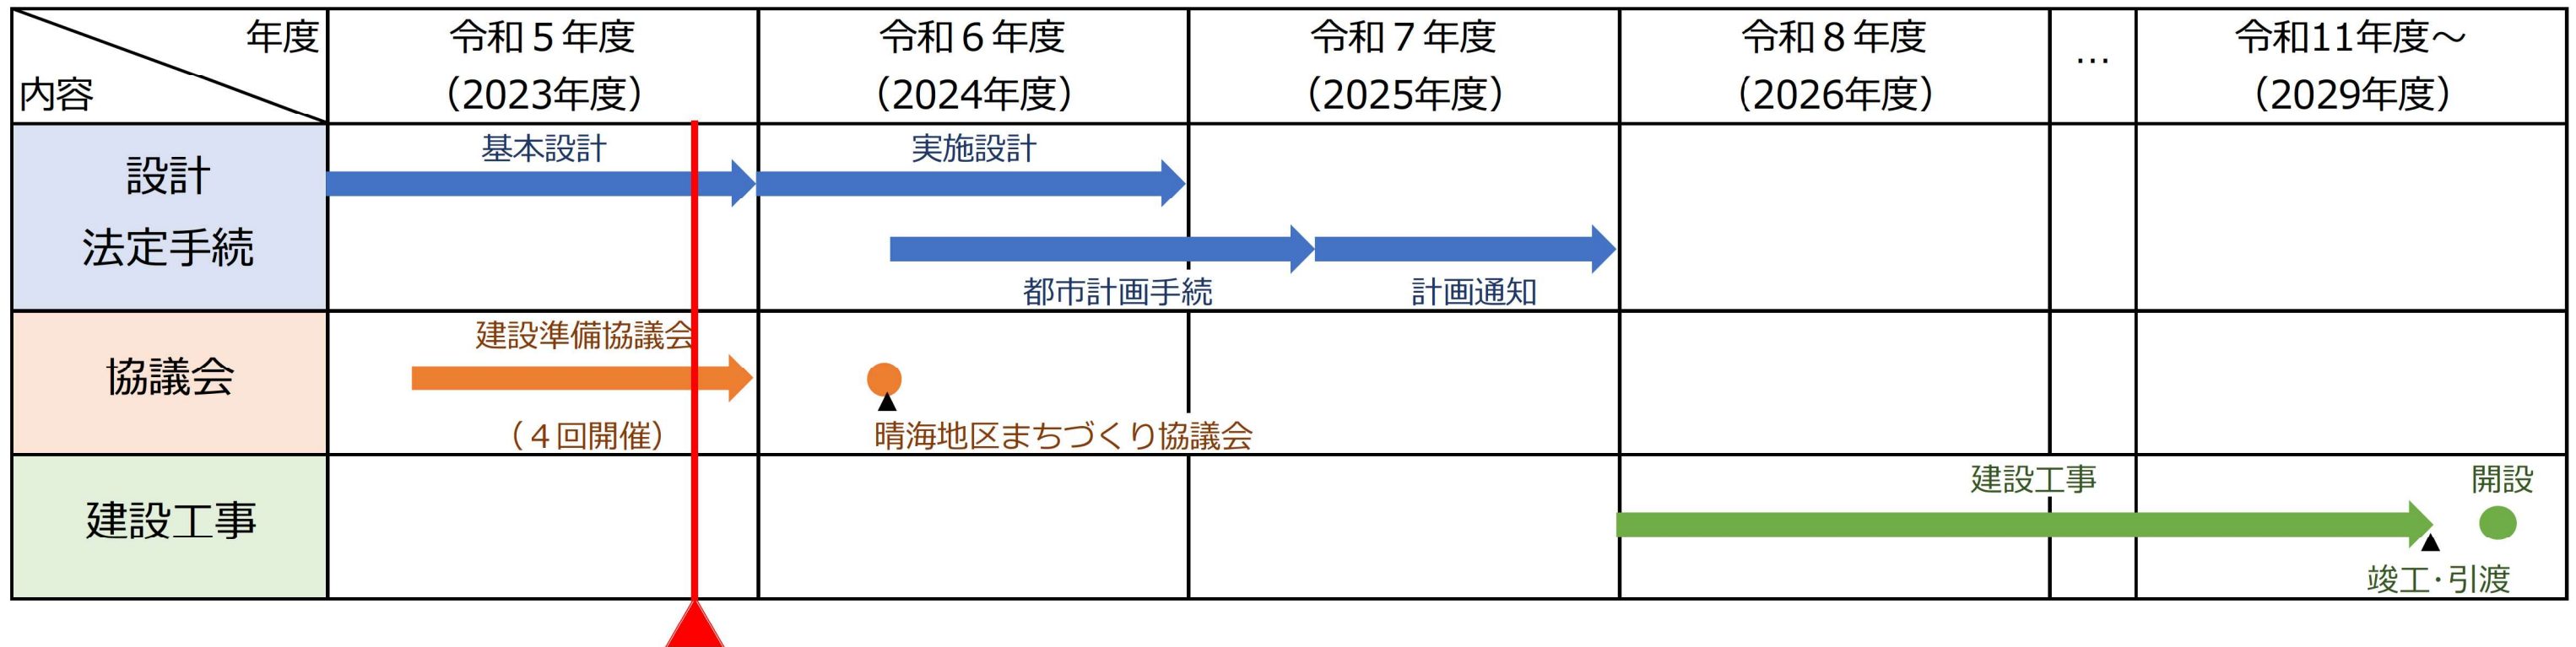 年度
内容
令和５年度
（2023年度）
令和６年度
（2024年度）
令和７年度
（2025年度）
令和８年度
（2026年度）
…
令和11年度～
（2029年度）
設計
法定手続
基本設計
実施設計
都市計画手続
計画通知
協議会
建設準備協議会
（４回開催）
晴海地区まちづくり協議会
建設工事
建設工事
開設
竣工・引渡